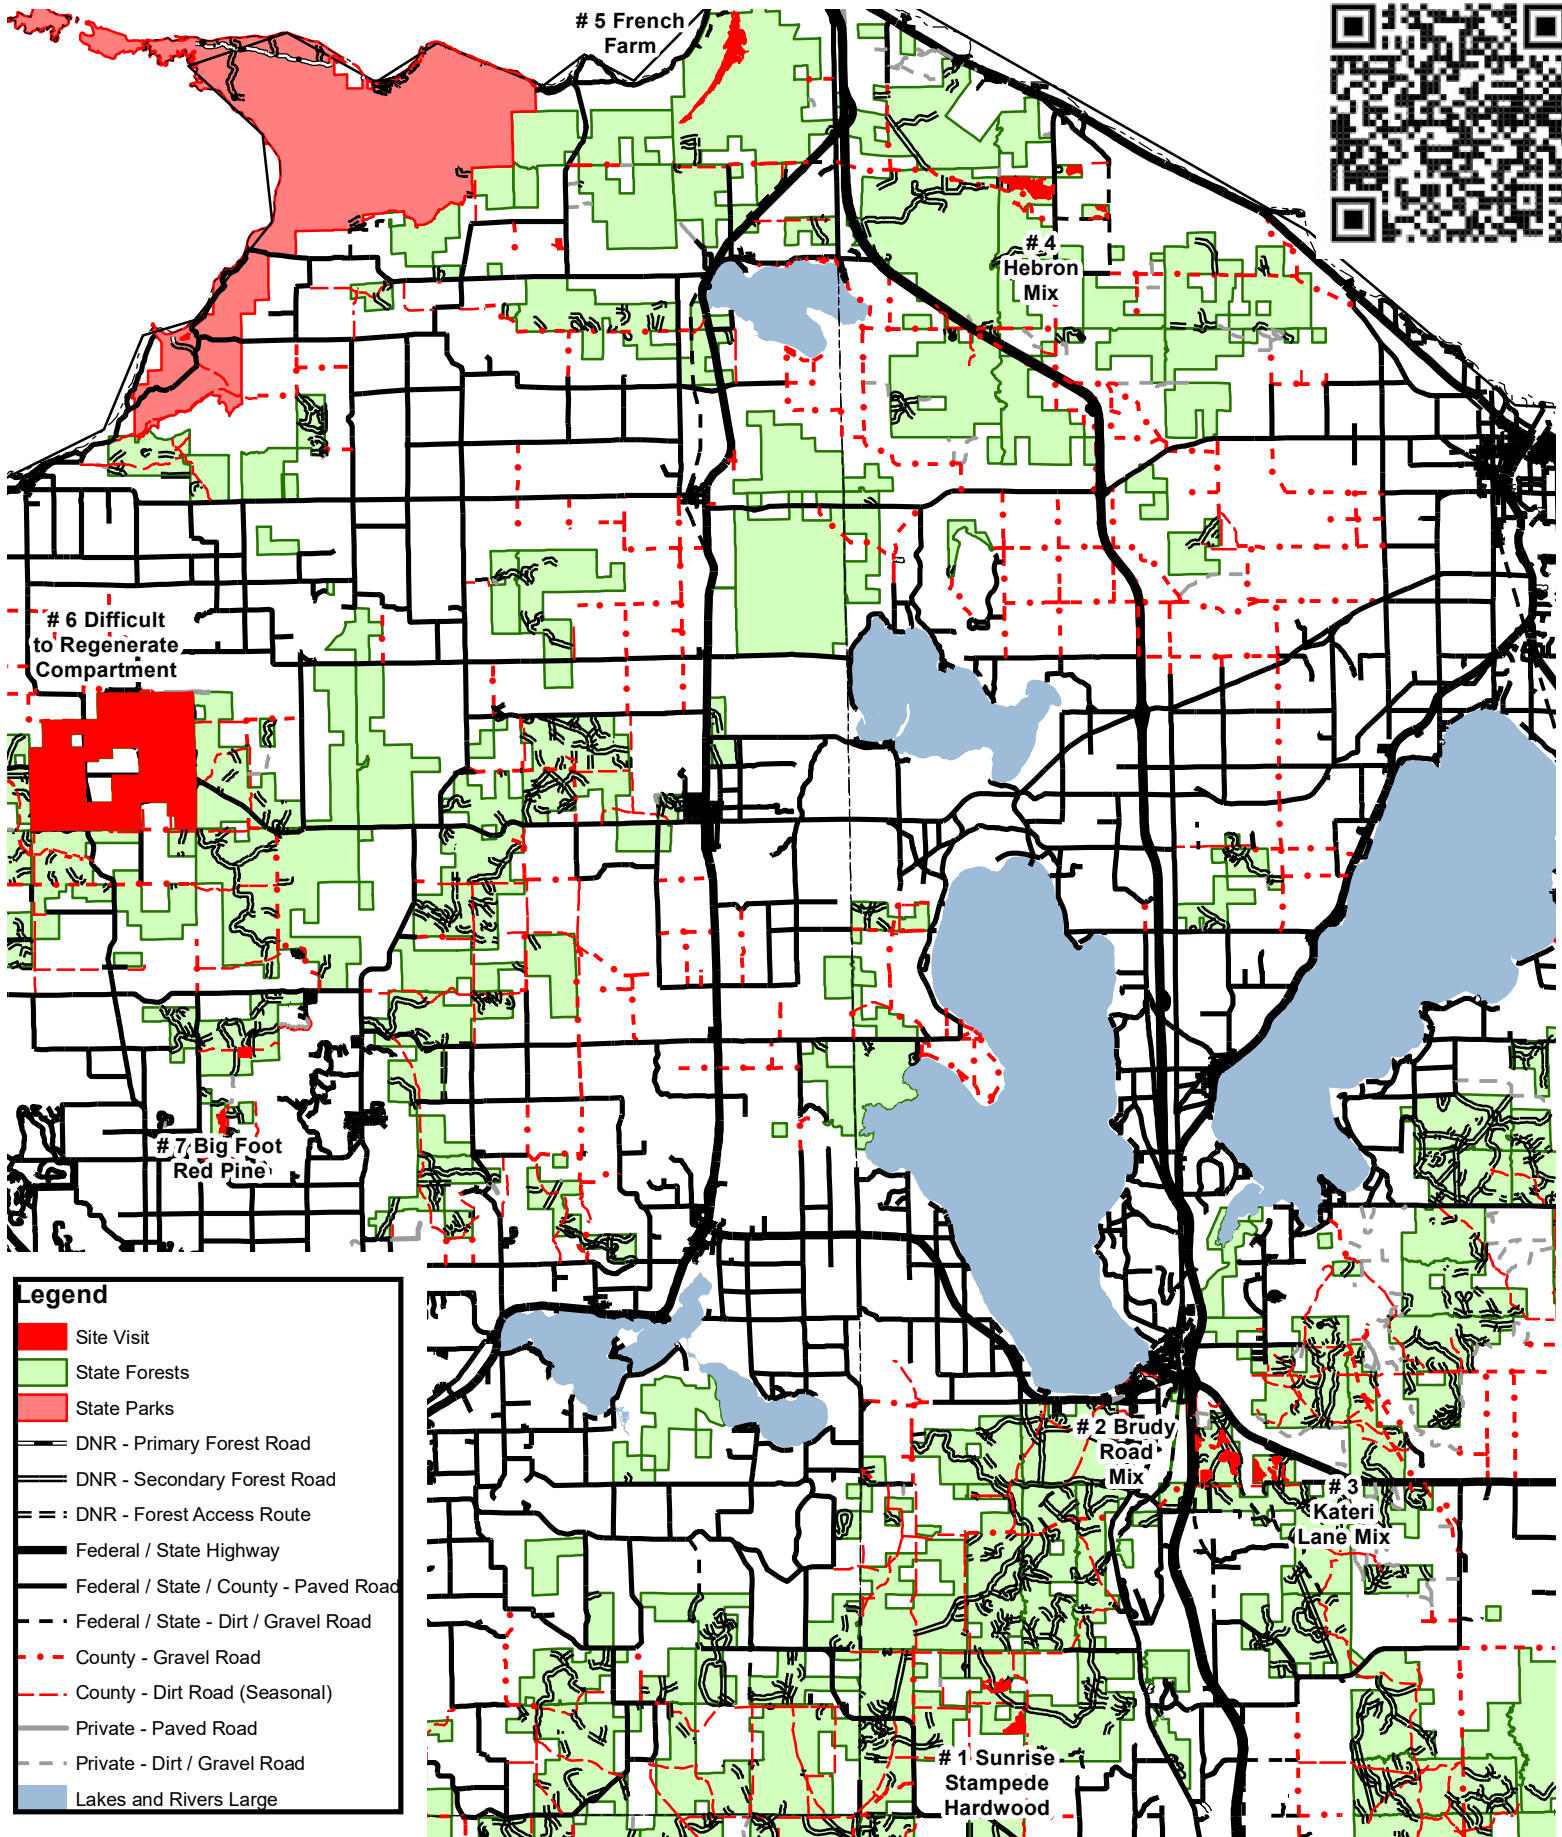 # 5 French
Farm
# 4
Hebron
Mix
# 6 Difficult
to Regenerate
Compartment
# 7 Big Foot
Red Pine
# 2 Brudy
Road
Mix
# 3
Kateri
Lane Mix
# 1 Sunrise
Stampede
Hardwood
Legend
Site Visit
State Forests
State Parks
DNR - Primary Forest Road
DNR - Secondary Forest Road
DNR - Forest Access Route
Federal / State Highway
Federal / State / County - Paved Road
Federal / State - Dirt / Gravel Road
County - Gravel Road
County - Dirt Road (Seasonal)
Private - Paved Road
Private - Dirt / Gravel Road
Lakes and Rivers Large